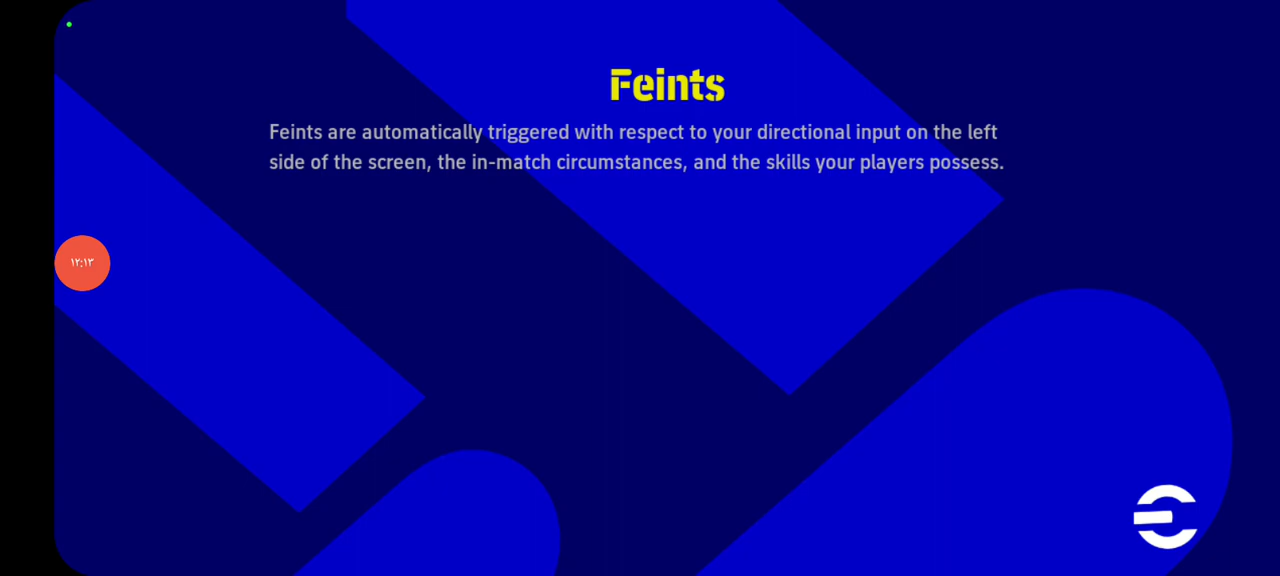 Feints
Feints are automatically triggered with respect to your directional input on the left
side of the screen, the in-match circumstances, and the skills your players possess.
۱۲:۱۳